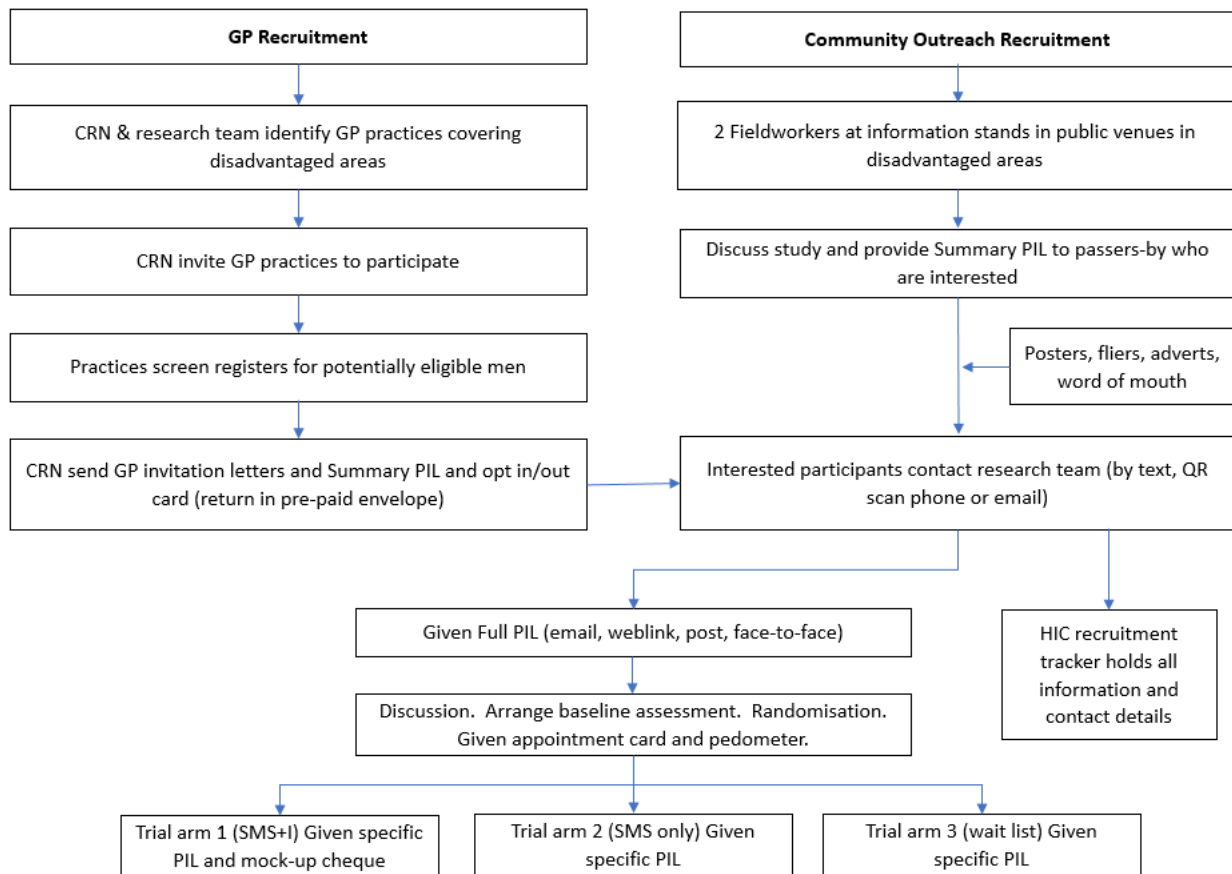 GP Recruitment
CRN & research team identify GP practices covering
disadvantaged areas
CRN invite GP practices to participate
Practices screen registers for potentially eligible men
CRN send GP invitation letters and Summary PIL and opt in/out
card (return in pre-paid envelope)
Community Outreach Recruitment
2 Fieldworkers at information stands in public venues in
disadvantaged areas
Discuss study and provide Summary PIL to passers-by who
are interested
Posters, fliers, adverts,
word of mouth
Interested participants contact research team (by text, QR
scan phone or email)
Given Full PIL (email, weblink, post, face-to-face)
HIC recruitment
tracker holds all
information and
contact details
Discussion.  Arrange baseline assessment.  Randomisation.
Given appointment card and pedometer.
Trial arm 1 (SMS+I) Given specific
PIL and mock-up cheque
Trial arm 2 (SMS only) Given
specific PIL
Trial arm 3 (wait list) Given
specific PIL